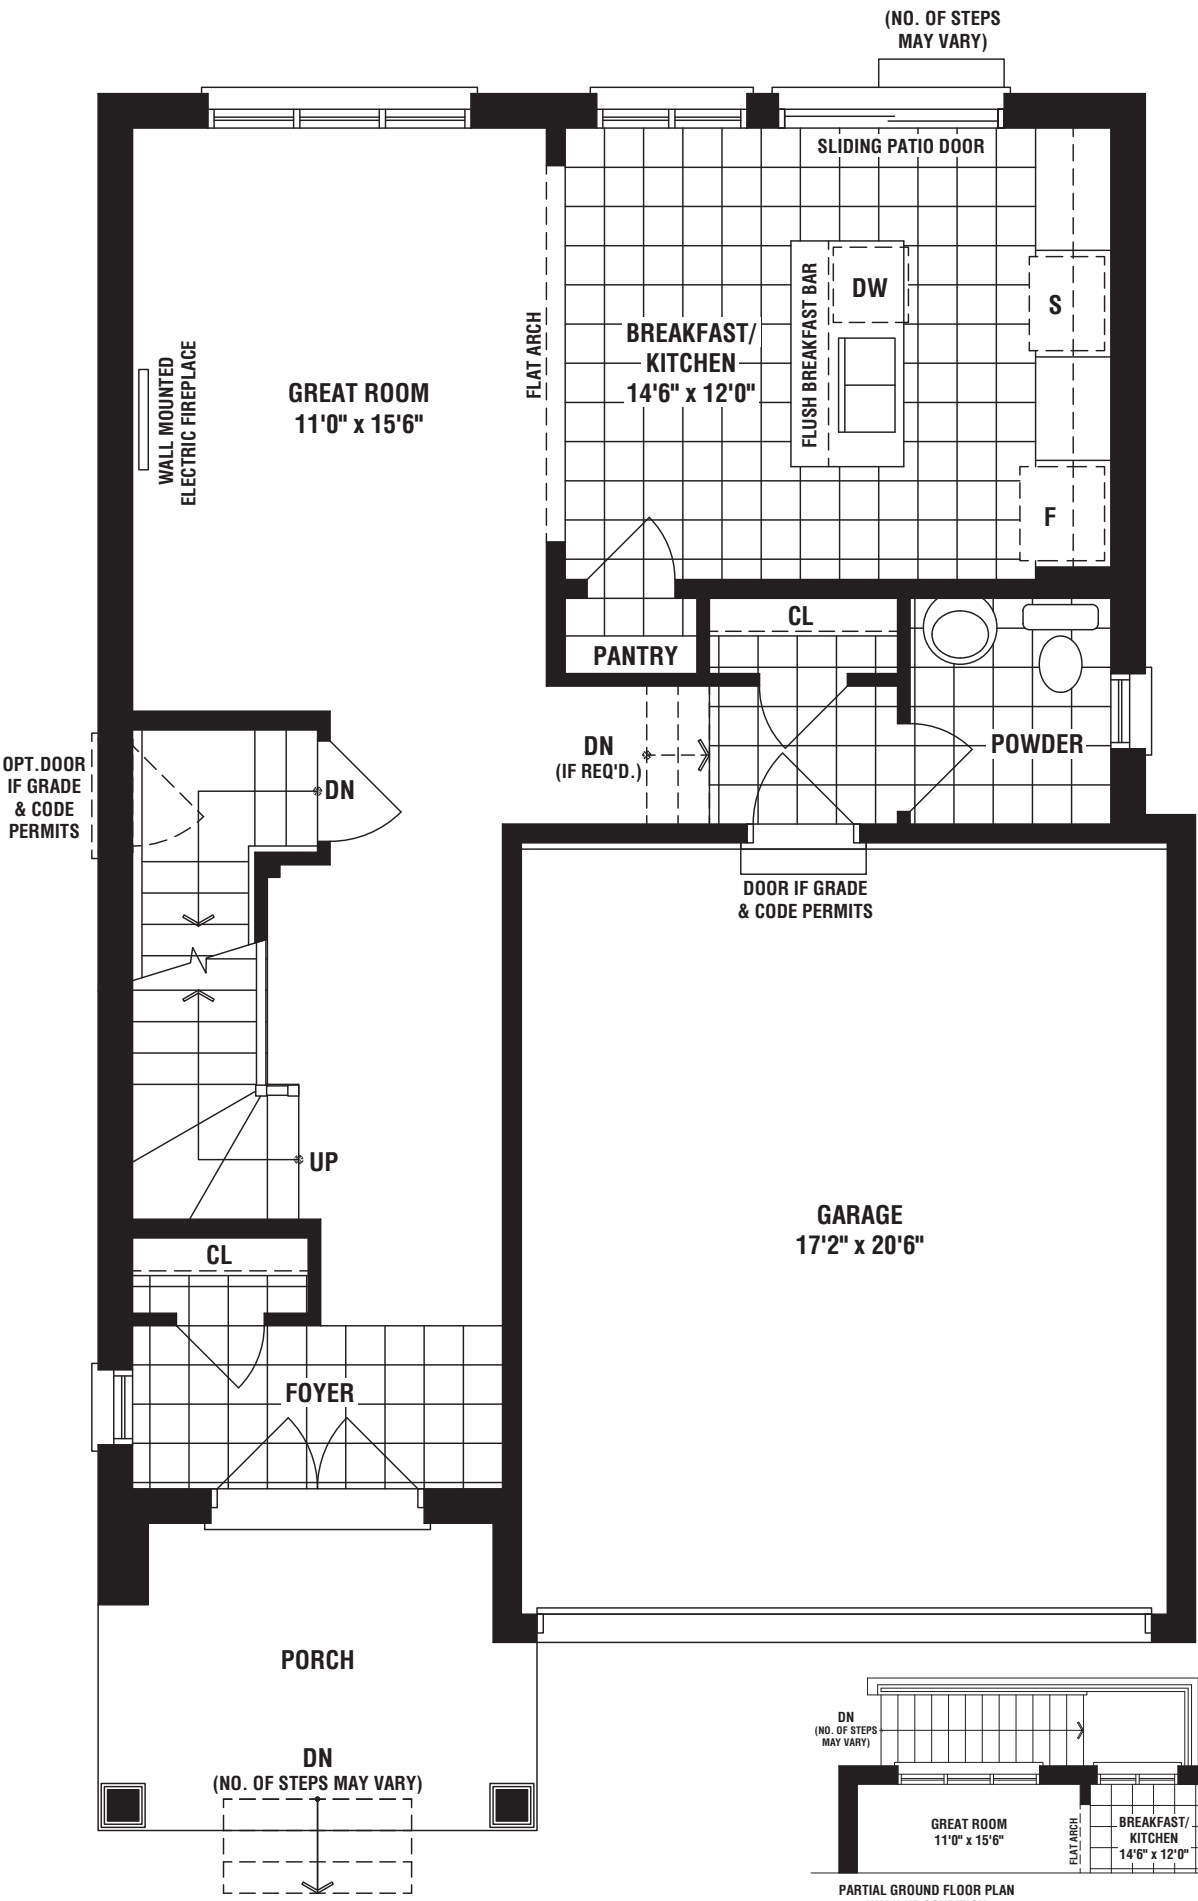 (NO. OF STEPS
MAY VARY)
SLIDING PATIO DOOR
FLUSH BREAKFAST BAR
DW
S
BREAKFAST/
KITCHEN
14'6" x 12'0"
FLAT ARCH
WALL MOUNTED
ELECTRIC FIREPLACE
GREAT ROOM
11'0" x 15'6"
F
CL
PANTRY
DN
(IF REQ'D.)
POWDER
OPT.DOOR
IF GRADE
& CODE
PERMITS
DN
DOOR IF GRADE
& CODE PERMITS
UP
GARAGE
17'2" x 20'6"
CL
FOYER
PORCH
DN
(NO. OF STEPS MAY VARY)
DN
(NO. OF STEPS
MAY VARY)
GREAT ROOM
11'0" x 15'6"
FLAT ARCH
BREAKFAST/
KITCHEN
14'6" x 12'0"
PARTIAL GROUND FLOOR PLAN